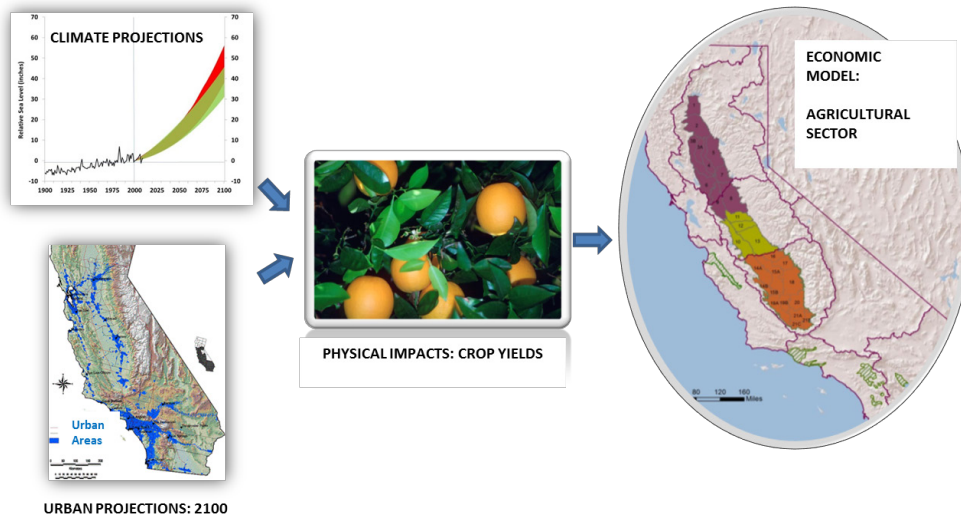 CLIMATE PROJECTIONS
Relative Sea Level (inches)
70
60
50
40
30
20
10
0
-10
70
60
50
40
30
20
10
0
-10
1900 1925 1950 1975 2000 2025 2050 2075 2100
Urban
Areas
URBAN PROJECTIONS: 2100
PHYSICAL IMPACTS: CROP YIELDS
ECONOMIC
MODEL:
AGRICULTURAL
SECTOR
80 120 160
Miles